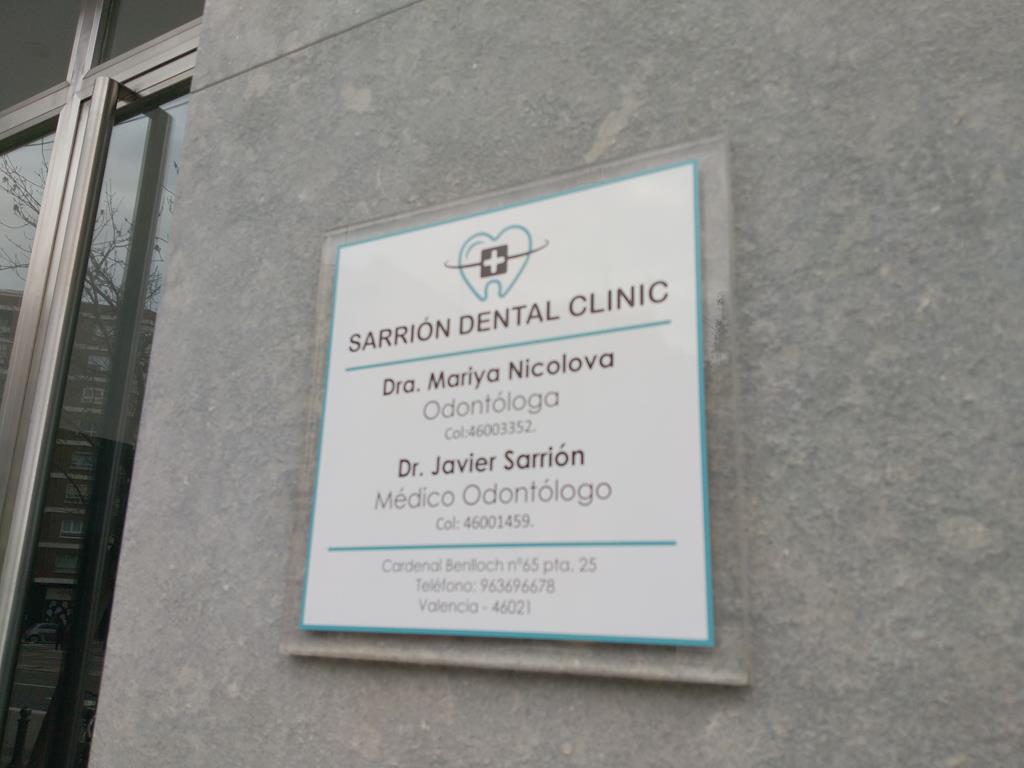 SARRIÓN DENTAL CLINIC
Dra. Mariya Nicolova
Odontóloga
Col:46003352.
Dr. Javier Sarrión
Médico Odontólogo
Col: 46001459.
Cardenal Benlloch nº65 pta. 25
Teléfono: 963696678
Valencia - 46021